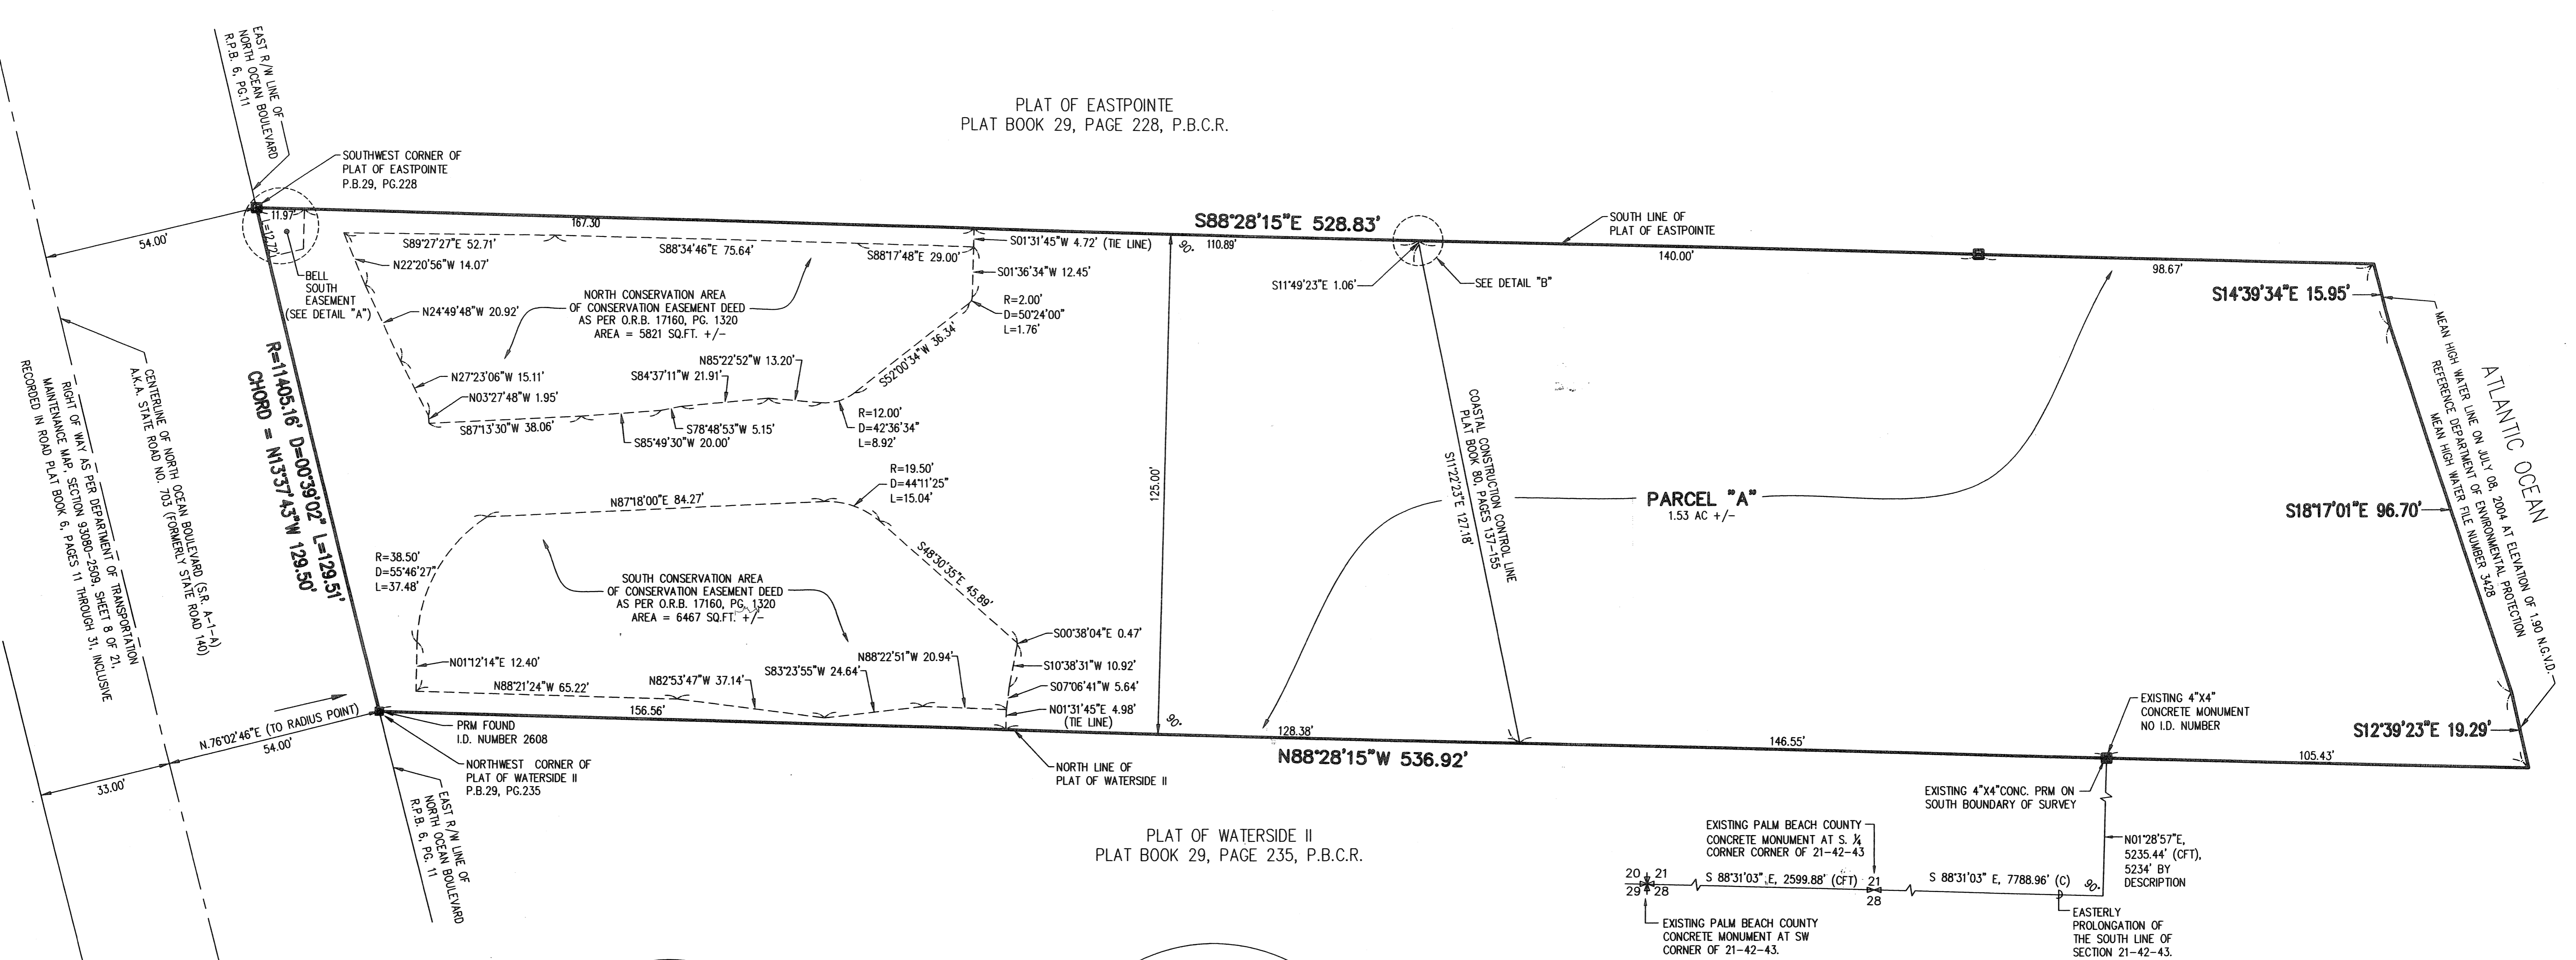 EAST R/W LINE OF
NORTH OCEAN BOULEVARD
R.P.B. 6, PG.11
PLAT OF EASTPOINTE
PLAT BOOK 29, PAGE 228, P.B.C.R.
SOUTHWEST CORNER OF
PLAT OF EASTPOINTE
P.B.29, PG.228
54.00'
11.97'
=12.72'
BELL
SOUTH
EASEMENT
(SEE DETAIL "A")
167.30
S88°28'15"E 528.83'
110.89'
SOUTH LINE OF
PLAT OF EASTPOINTE
140.00'
98.67'
S89°27'27"E 52.71'
S88°34'46"E 75.64'
S88°17'48"E 29.00'
S01°31'45"W 4.72' (TIE LINE)
S01°36'34"W 12.45'
R=2.00'
D=50°24'00"
L=1.76'
N22°20'56"W 14.07'
N24°49'48"W 20.92'
N27°23'06"W 15.11'
N03°27'48"W 1.95'
NORTH CONSERVATION AREA
OF CONSERVATION EASEMENT DEED
AS PER O.R.B. 17160, PG. 1320
AREA = 5821 SQ.FT. +/-
S52°00'34"W 36.34'
N85°22'52"W 13.20'
S84°37'11"W 21.91'
S87°13'30"W 38.06'
S85°49'30"W 20.00'
S78°48'53"W 5.15'
R=12.00'
D=42°36'34"
L=8.92'
90°
125.00'
90°
S11°49'23"E 1.06'
SEE DETAIL "B"
COASTAL CONSTRUCTION CONTROL LINE
PLAT BOOK 80, PAGES 137-155
S11°22'23"E 127.18'
PARCEL "A"
1.53 AC +/-
S14°39'34"E 15.95'
S18°17'01"E 96.70'
S12°39'23"E 19.29'
ATLANTIC OCEAN
MEAN HIGH WATER LINE ON JULY 08, 2004 AT ELEVATION OF 1.90 N.G.V.D.
REFERENCE DEPARTMENT OF ENVIRONMENTAL PROTECTION
MEAN HIGH WATER FILE NUMBER 3428
R=11405.16' D=00°39'02" L=129.51'
CHORD = N13°37'43"W 129.50'
CENTERLINE OF NORTH OCEAN BOULEVARD (S.R. A-1-A)
A.K.A. STATE ROAD NO. 703 (FORMERLY STATE ROAD 140)
RIGHT OF WAY AS PER DEPARTMENT OF TRANSPORTATION
MAINTENANCE MAP, SECTION 93080-2509, SHEET 8 OF 21,
RECORDED IN ROAD PLAT BOOK 6, PAGES 11 THROUGH 31, INCLUSIVE
N87°18'00"E 84.27'
R=19.50'
D=44°11'25"
L=15.04'
S48°30'35"E 45.89'
R=38.50'
D=55°46'27"
L=37.48'
SOUTH CONSERVATION AREA
OF CONSERVATION EASEMENT DEED
AS PER O.R.B. 17160, PG. 1320
AREA = 6467 SQ.FT. +/-
S00°38'04"E 0.47'
S10°38'31"W 10.92'
S07°06'41"W 5.64'
N01°31'45"E 4.98'
(TIE LINE)
N01°12'14"E 12.40'
N88°21'24"W 65.22'
N82°53'47"W 37.14'
S83°23'55"W 24.64'
N88°22'51"W 20.94'
N.76°02'46"E (TO RADIUS POINT)
54.00'
33.00'
PRM FOUND
I.D. NUMBER 2608
NORTHWEST CORNER OF
PLAT OF WATERSIDE II
P.B.29, PG.235
EAST R/W LINE OF
NORTH OCEAN BOULEVARD
R.P.B. 6, PG. 11
156.56'
128.38'
N88°28'15"W 536.92'
146.55'
105.43'
NORTH LINE OF
PLAT OF WATERSIDE II
PLAT OF WATERSIDE II
PLAT BOOK 29, PAGE 235, P.B.C.R.
EXISTING 4"X4"
CONCRETE MONUMENT
NO I.D. NUMBER
EXISTING 4"X4"CONC. PRM ON
SOUTH BOUNDARY OF SURVEY
EXISTING PALM BEACH COUNTY
CONCRETE MONUMENT AT S. ¼
CORNER CORNER OF 21-42-43
N01°28'57"E,
5235.44' (CFT),
5234' BY
DESCRIPTION
20 21
29 28
S 88°31'03" E, 2599.88' (CFT)
21
28
S 88°31'03" E, 7788.96' (C)
90°
EXISTING PALM BEACH COUNTY
CONCRETE MONUMENT AT SW
CORNER OF 21-42-43.
EASTERLY
PROLONGATION OF
THE SOUTH LINE OF
SECTION 21-42-43.